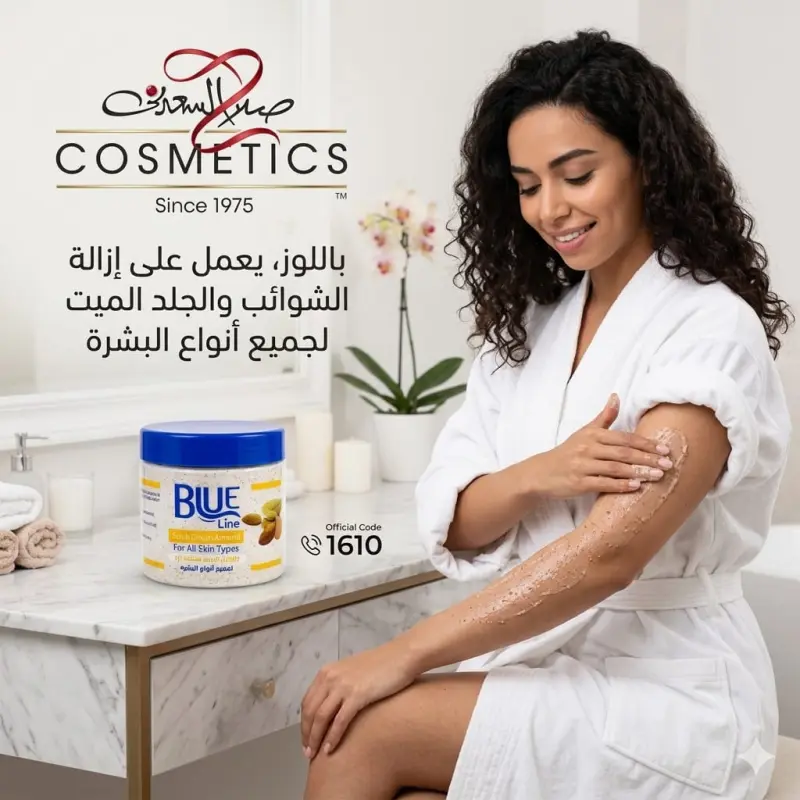 صلاح السعدني
COSMETICS
TM
Since 1975
باللوز، يعمل على إزالة
الشوائب والجلد الميت
لجميع أنواع البشرة
BLUE
Line
For All Skin Types
لجميع أنواع البشرة
Official Code
1610